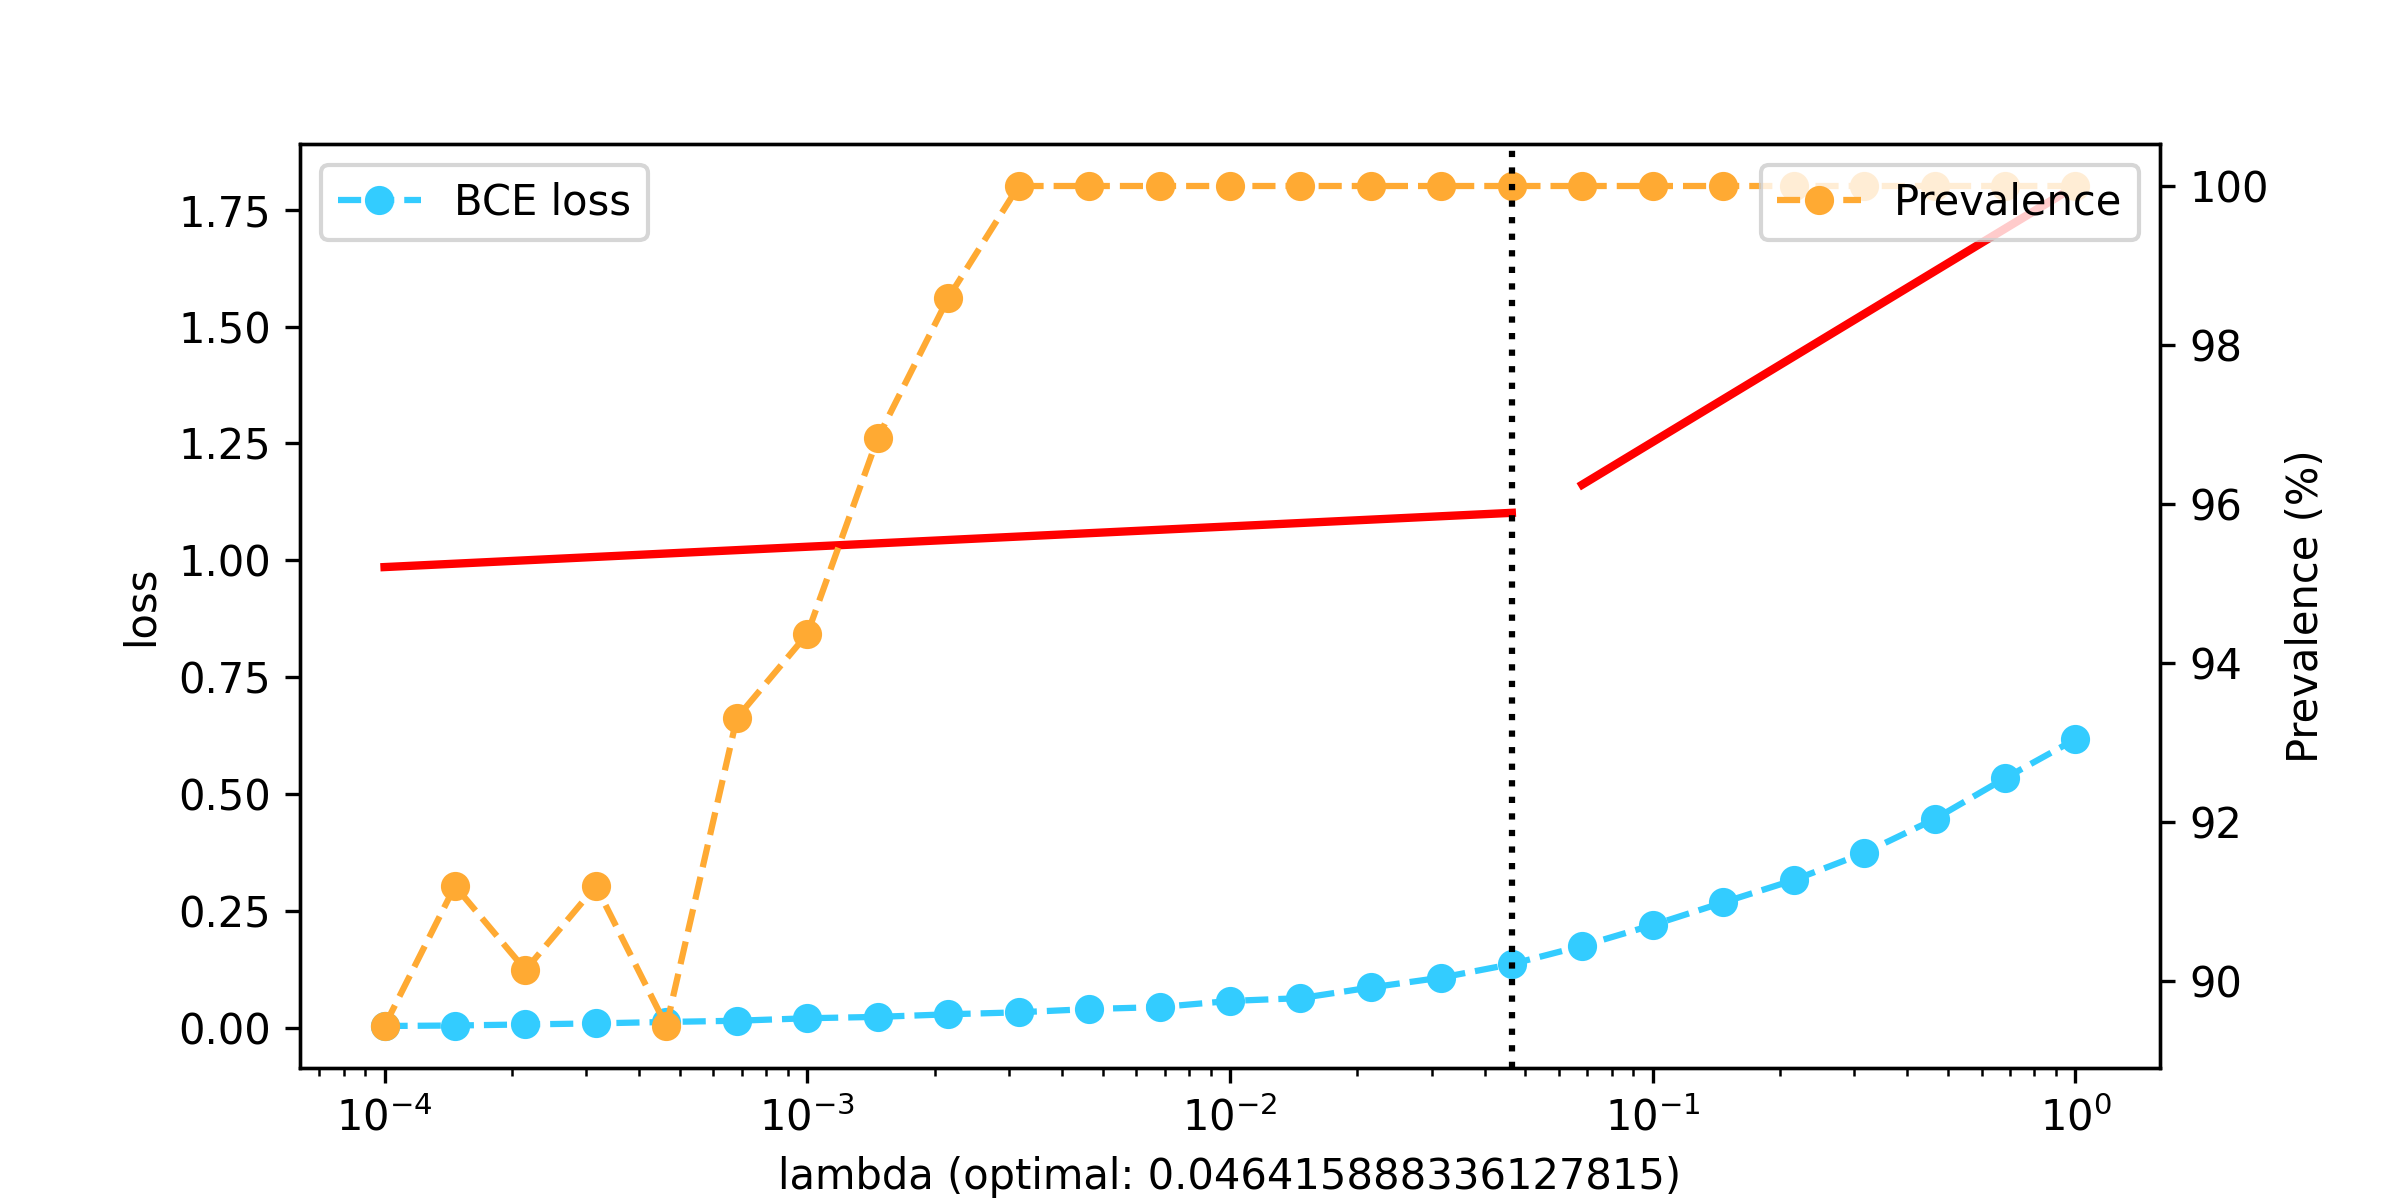 BCE loss
Prevalence
1.75
1.50
1.25
1.00
0.75
0.50
0.25
0.00
loss
100
98
96
94
92
90
Prevalence (%)
10⁻⁴ 10⁻³ 10⁻² 10⁻¹ 10⁰
lambda (optimal: 0.046415888336127815)